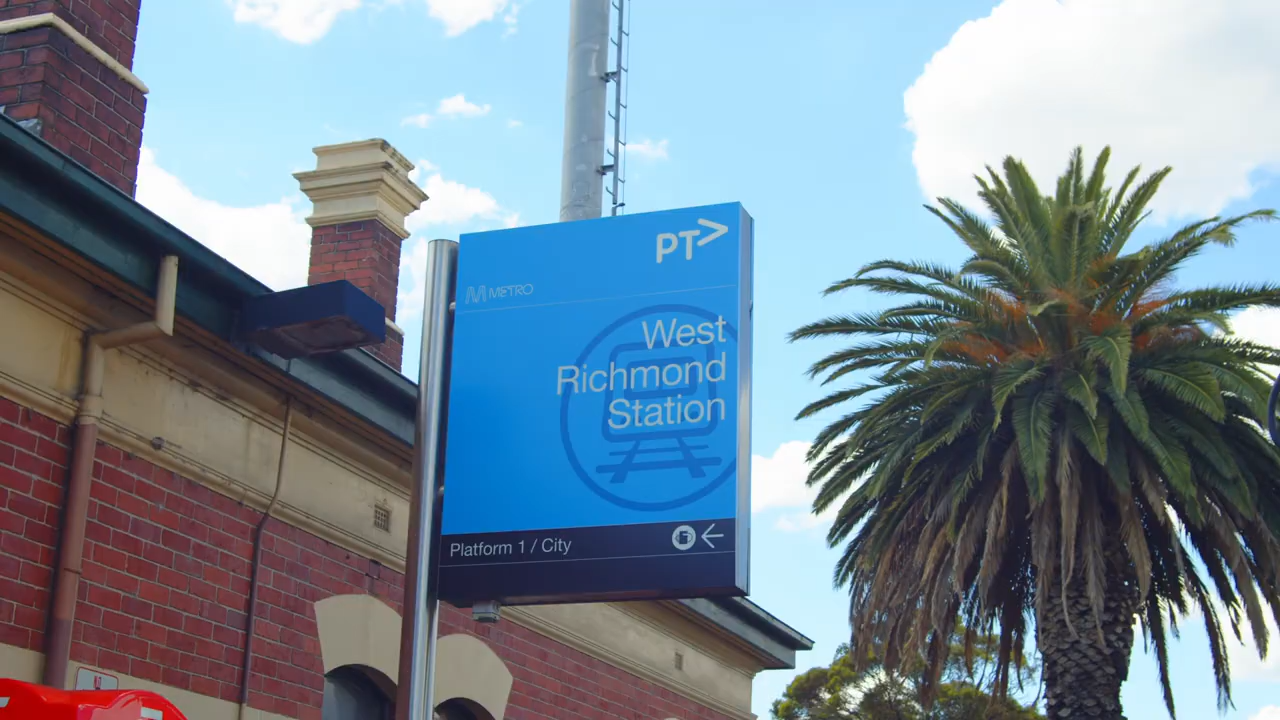 PT>
METRO
West
Richmond
Station
Platform 1 / City